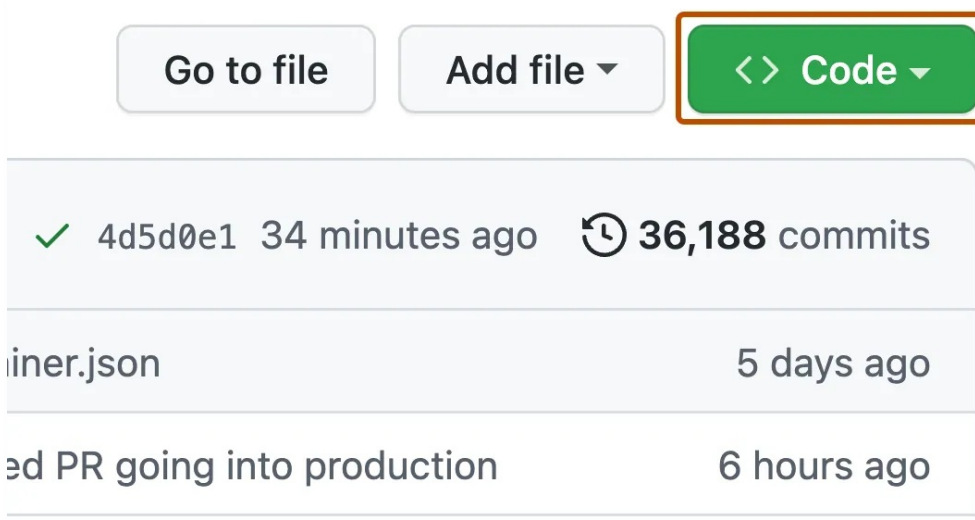 Go to file Add file <> Code
4d5d0e1 34 minutes ago 36,188 commits
iner.json 5 days ago
ed PR going into production 6 hours ago